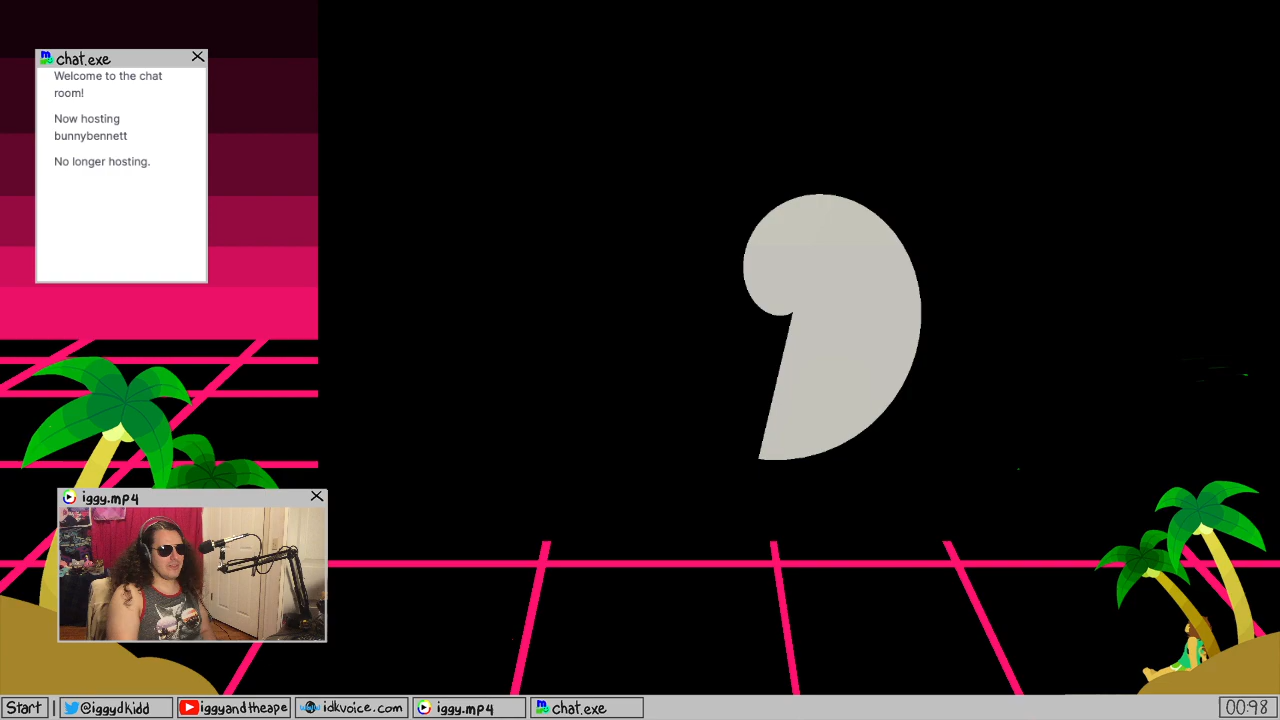 chat.exe
Welcome to the chat
room!
Now hosting
bunnybennett
No longer hosting.
iggy.mp4
Start | @iggydkidd iggyandtheape idkvoice.com iggy.mp4 chat.exe 00:98